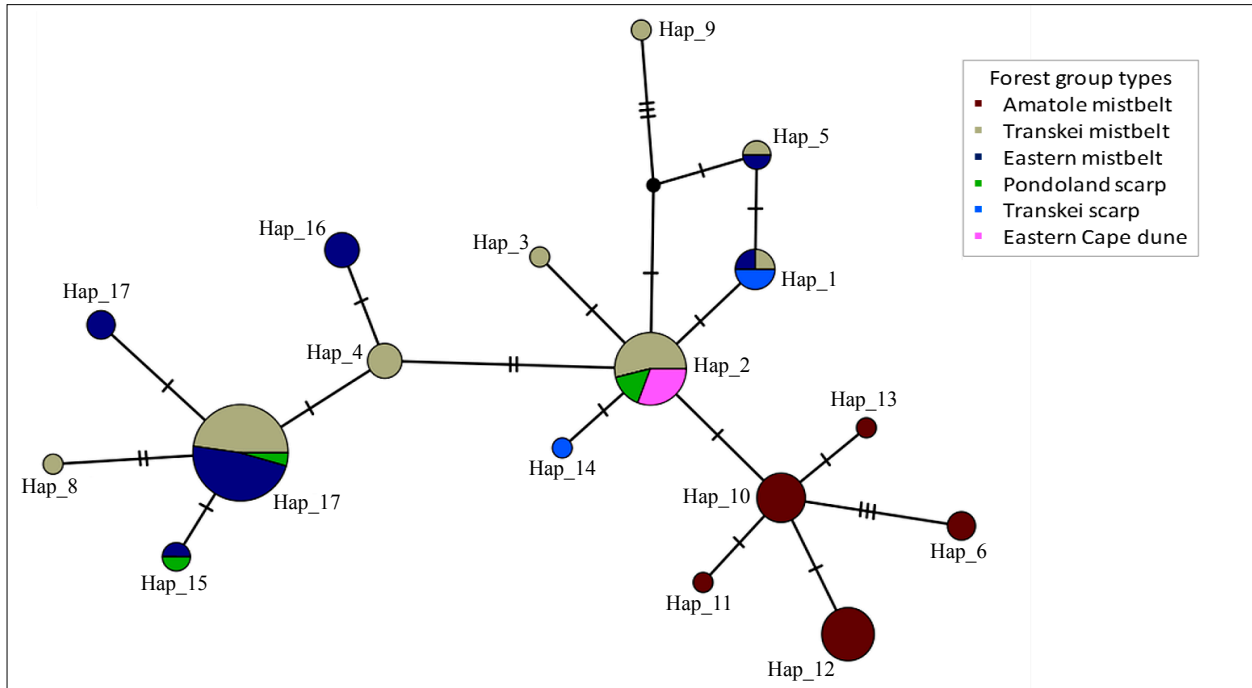 Hap_9
Forest group types
Amatole mistbelt
Transkei mistbelt
Eastern mistbelt
Pondoland scarp
Transkei scarp
Eastern Cape dune
Hap_5
Hap_16
Hap_3
Hap_1
Hap_17
Hap_4
Hap_2
Hap_13
Hap_14
Hap_8
Hap_17
Hap_10
Hap_6
Hap_15
Hap_11
Hap_12